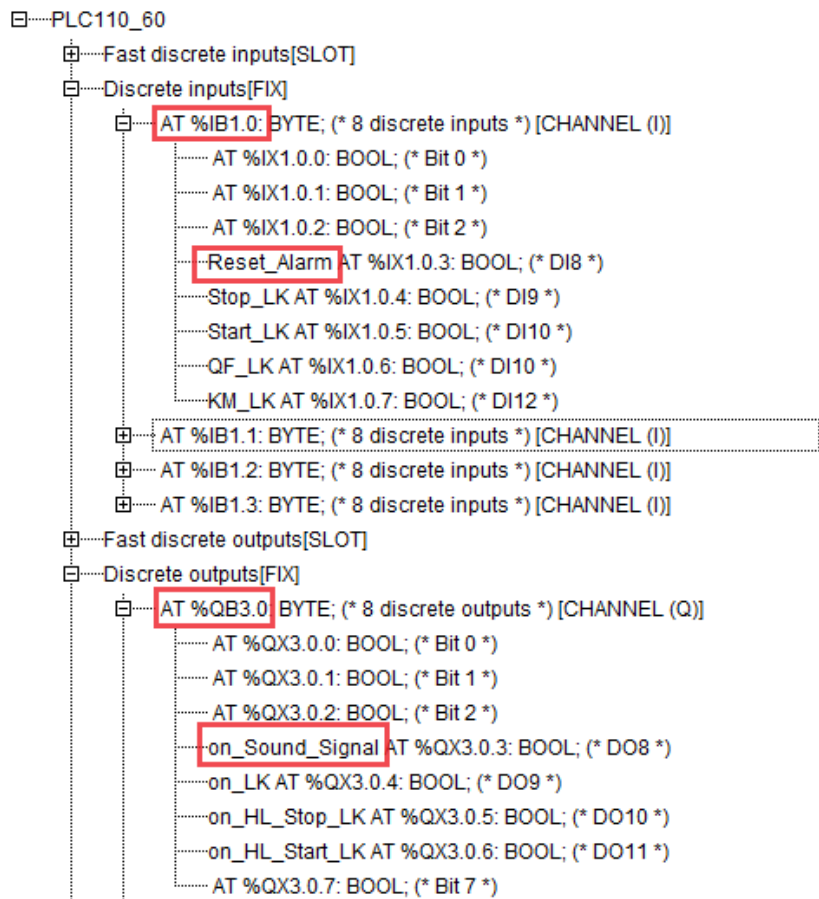 PLC110_60
Fast discrete inputs[SLOT]
Discrete inputs[FIX]
AT %IB1.0: BYTE; (* 8 discrete inputs *) [CHANNEL (I)]
AT %IX1.0.0: BOOL; (* Bit 0 *)
AT %IX1.0.1: BOOL; (* Bit 1 *)
AT %IX1.0.2: BOOL; (* Bit 2 *)
Reset_Alarm AT %IX1.0.3: BOOL; (* DI8 *)
Stop_LK AT %IX1.0.4: BOOL; (* DI9 *)
Start_LK AT %IX1.0.5: BOOL; (* DI10 *)
QF_LK AT %IX1.0.6: BOOL; (* DI10 *)
KM_LK AT %IX1.0.7: BOOL; (* DI12 *)
AT %IB1.1: BYTE; (* 8 discrete inputs *) [CHANNEL (I)]
AT %IB1.2: BYTE; (* 8 discrete inputs *) [CHANNEL (I)]
AT %IB1.3: BYTE; (* 8 discrete inputs *) [CHANNEL (I)]
Fast discrete outputs[SLOT]
Discrete outputs[FIX]
AT %QB3.0: BYTE; (* 8 discrete outputs *) [CHANNEL (Q)]
AT %QX3.0.0: BOOL; (* Bit 0 *)
AT %QX3.0.1: BOOL; (* Bit 1 *)
AT %QX3.0.2: BOOL; (* Bit 2 *)
on_Sound_Signal AT %QX3.0.3: BOOL; (* DO8 *)
on_LK AT %QX3.0.4: BOOL; (* DO9 *)
on_HL_Stop_LK AT %QX3.0.5: BOOL; (* DO10 *)
on_HL_Start_LK AT %QX3.0.6: BOOL; (* DO11 *)
AT %QX3.0.7: BOOL; (* Bit 7 *)